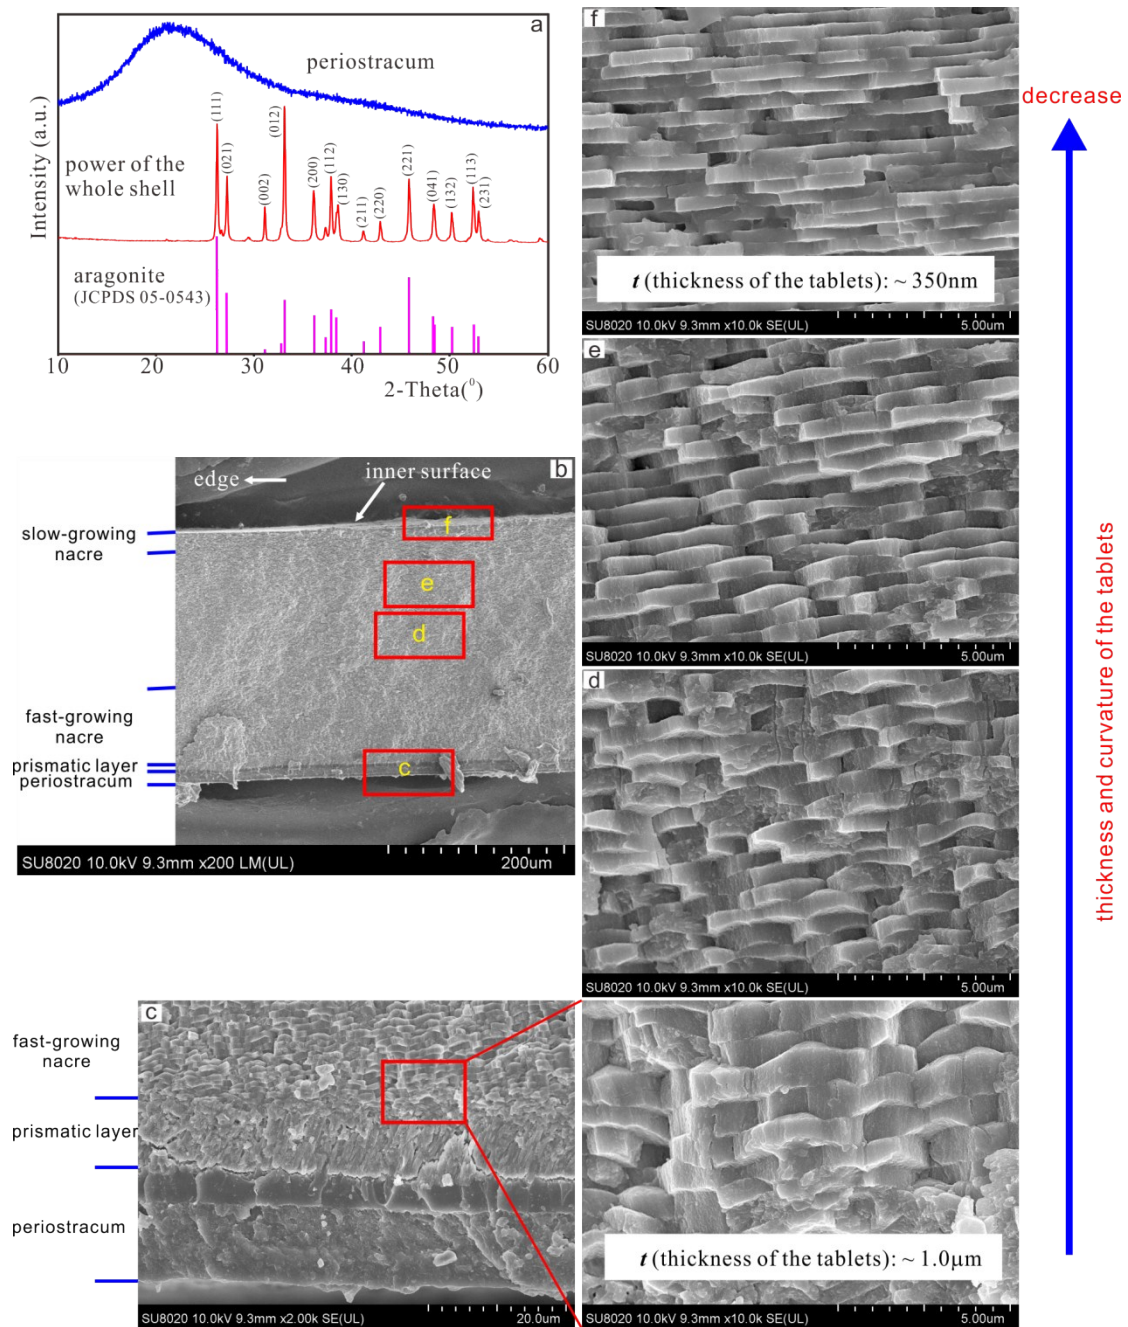 a
periostracum
Intensity (a.u.)
power of the
whole shell
(111)
(021)
(002)
(012)
(200)
(112)
(130)
(211)
(220)
(221)
(041)
(132)
(113)
(231)
aragonite
(JCPDS 05-0543)
10 20 30 40 50 60
2-Theta(⁰)
b
edge
inner surface
f
e
d
c
slow-growing
nacre
fast-growing
nacre
prismatic layer
periostracum
SU8020 10.0kV 9.3mm x200 LM(UL) 200um
c
fast-growing
nacre
prismatic layer
periostracum
SU8020 10.0kV 9.3mm x2.00k SE(UL) 20.0um
f
t (thickness of the tablets): ~ 350nm
SU8020 10.0kV 9.3mm x10.0k SE(UL) 5.00um
e
SU8020 10.0kV 9.3mm x10.0k SE(UL) 5.00um
d
SU8020 10.0kV 9.3mm x10.0k SE(UL) 5.00um
t (thickness of the tablets): ~ 1.0μm
SU8020 10.0kV 9.3mm x10.0k SE(UL) 5.00um
decrease
thickness and curvature of the tablets